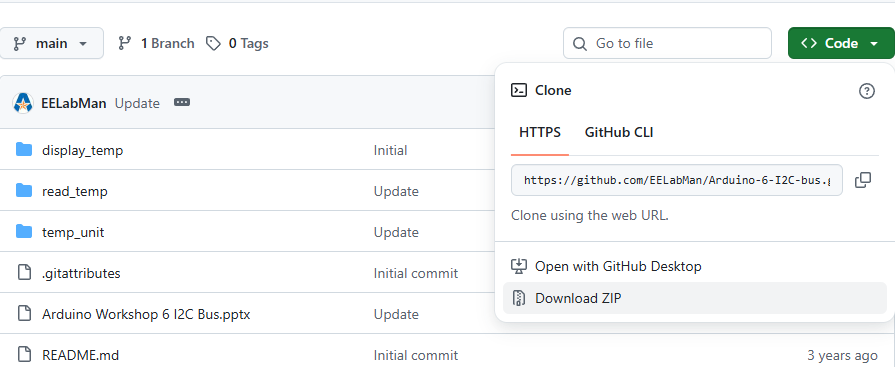 main 1 Branch 0 Tags Go to file Code
Clone
EELabMan Update
HTTPS GitHub CLI
display_temp Initial
https://github.com/EELabMan/Arduino-6-I2C-bus.g
read_temp Update
Clone using the web URL.
temp_unit Update
Open with GitHub Desktop
.gitattributes Initial commit
Download ZIP
Arduino Workshop 6 I2C Bus.pptx Update
README.md Initial commit 3 years ago